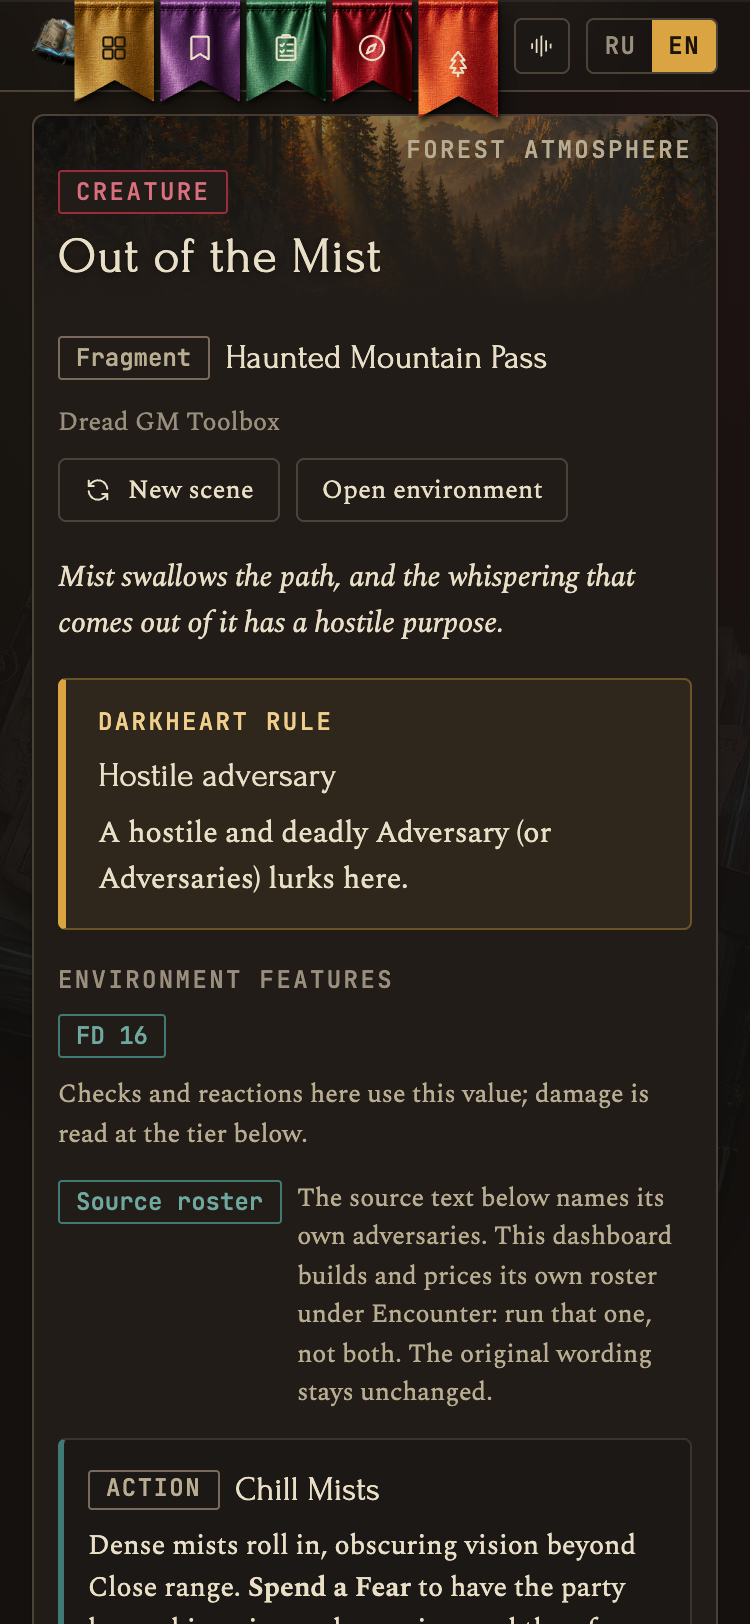 RU EN
FOREST ATMOSPHERE
CREATURE
Out of the Mist
Fragment Haunted Mountain Pass
Dread GM Toolbox
New scene Open environment
Mist swallows the path, and the whispering that
comes out of it has a hostile purpose.
DARKHEART RULE
Hostile adversary
A hostile and deadly Adversary (or
Adversaries) lurks here.
ENVIRONMENT FEATURES
FD 16
Checks and reactions here use this value; damage is
read at the tier below.
Source roster The source text below names its
own adversaries. This dashboard
builds and prices its own roster
under Encounter: run that one,
not both. The original wording
stays unchanged.
ACTION Chill Mists
Dense mists roll in, obscuring vision beyond
Close range. Spend a Fear to have the party